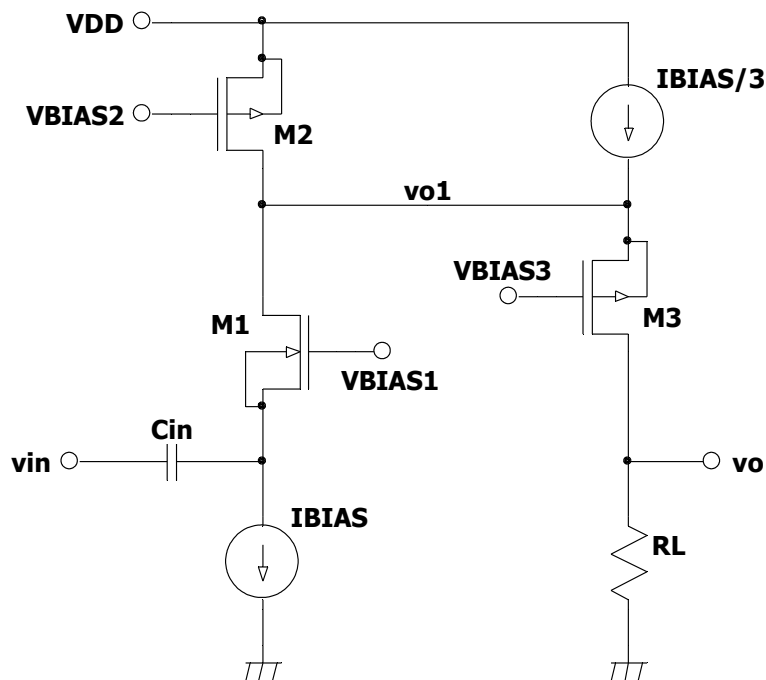 VDD
IBIAS/3
VBIAS2
M2
vo1
VBIAS3
M1
M3
VBIAS1
Cin
vin
vo
IBIAS
RL